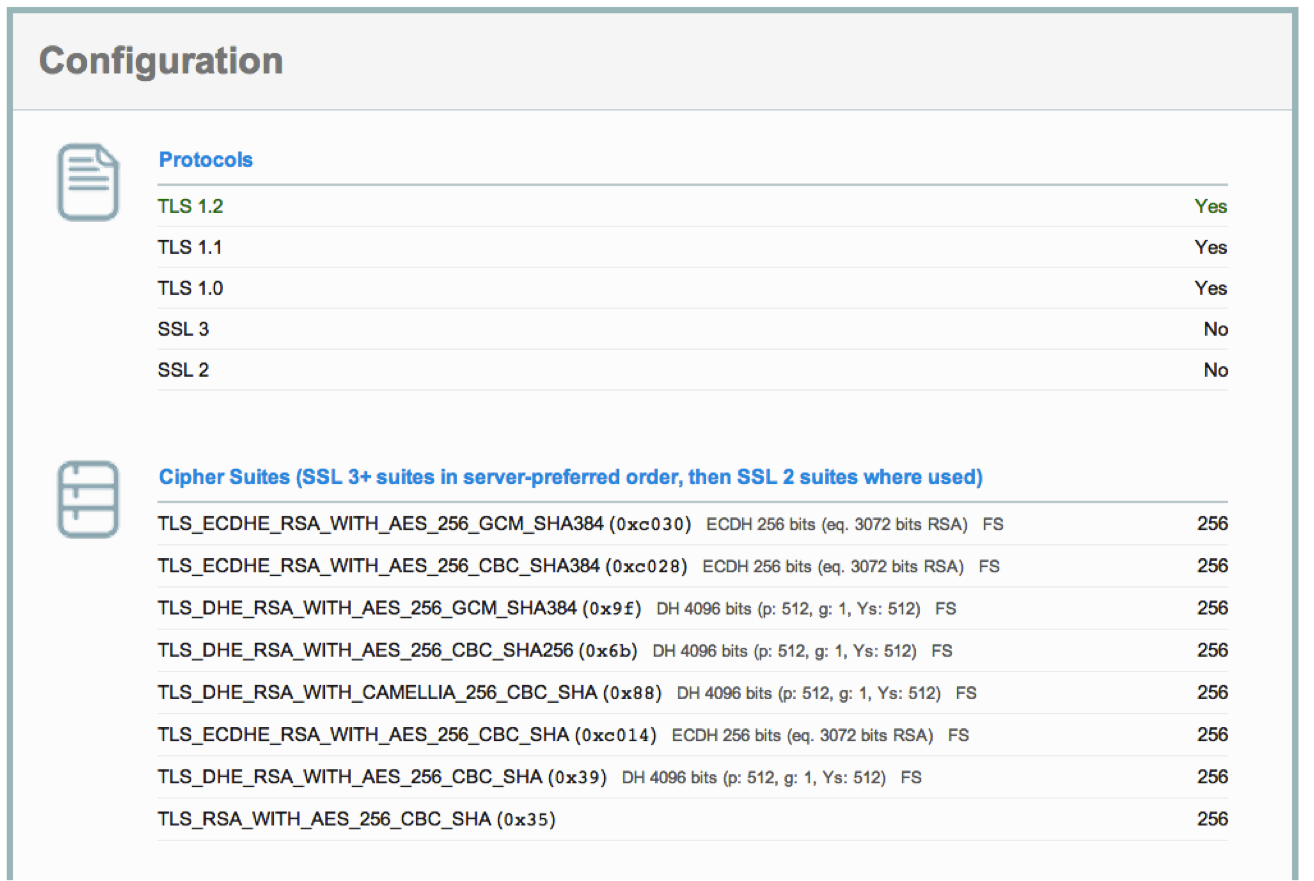 Configuration
Protocols
TLS 1.2 Yes
TLS 1.1 Yes
TLS 1.0 Yes
SSL 3 No
SSL 2 No
Cipher Suites (SSL 3+ suites in server-preferred order, then SSL 2 suites where used)
TLS_ECDHE_RSA_WITH_AES_256_GCM_SHA384 (0xc030) ECDH 256 bits (eq. 3072 bits RSA) FS 256
TLS_ECDHE_RSA_WITH_AES_256_CBC_SHA384 (0xc028) ECDH 256 bits (eq. 3072 bits RSA) FS 256
TLS_DHE_RSA_WITH_AES_256_GCM_SHA384 (0x9f) DH 4096 bits (p: 512, g: 1, Ys: 512) FS 256
TLS_DHE_RSA_WITH_AES_256_CBC_SHA256 (0x6b) DH 4096 bits (p: 512, g: 1, Ys: 512) FS 256
TLS_DHE_RSA_WITH_CAMELLIA_256_CBC_SHA (0x88) DH 4096 bits (p: 512, g: 1, Ys: 512) FS 256
TLS_ECDHE_RSA_WITH_AES_256_CBC_SHA (0xc014) ECDH 256 bits (eq. 3072 bits RSA) FS 256
TLS_DHE_RSA_WITH_AES_256_CBC_SHA (0x39) DH 4096 bits (p: 512, g: 1, Ys: 512) FS 256
TLS_RSA_WITH_AES_256_CBC_SHA (0x35) 256